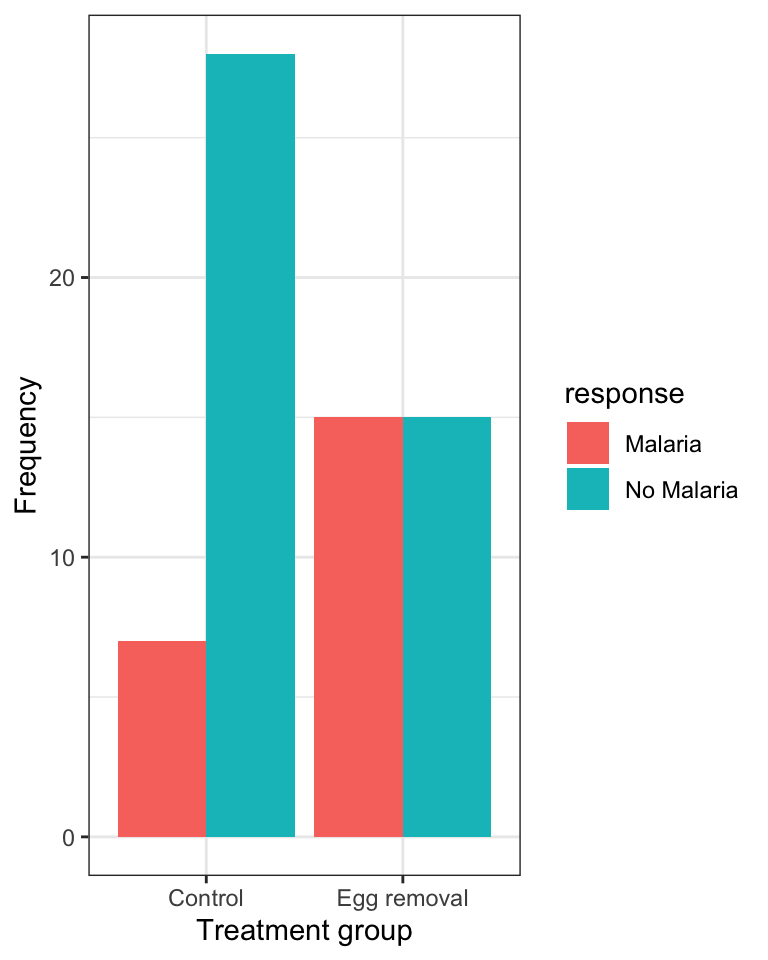 20
10
0
Frequency
Control
Egg removal
Treatment group
response
Malaria
No Malaria